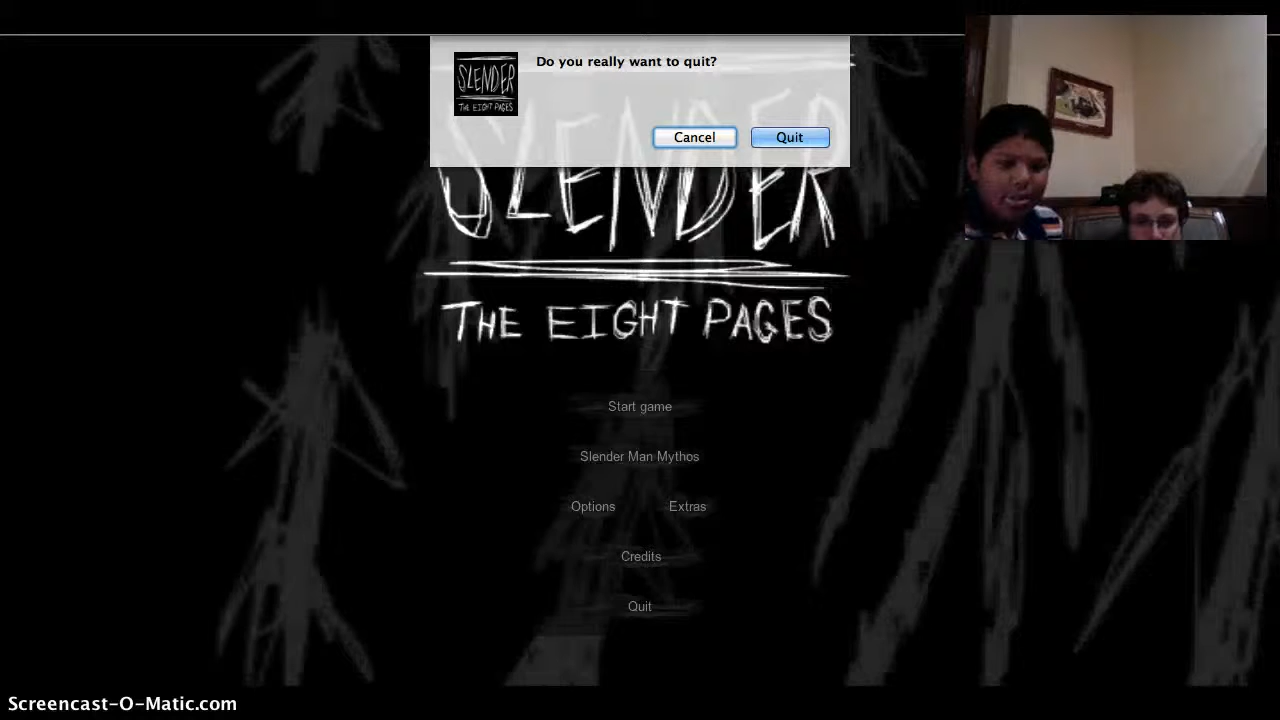 Do you really want to quit?
SLENDER
THE EIGHT PAGES
Cancel
Quit
SLENDER
THE EIGHT PAGES
Start game
Slender Man Mythos
Options
Extras
Credits
Quit
Screencast-O-Matic.com